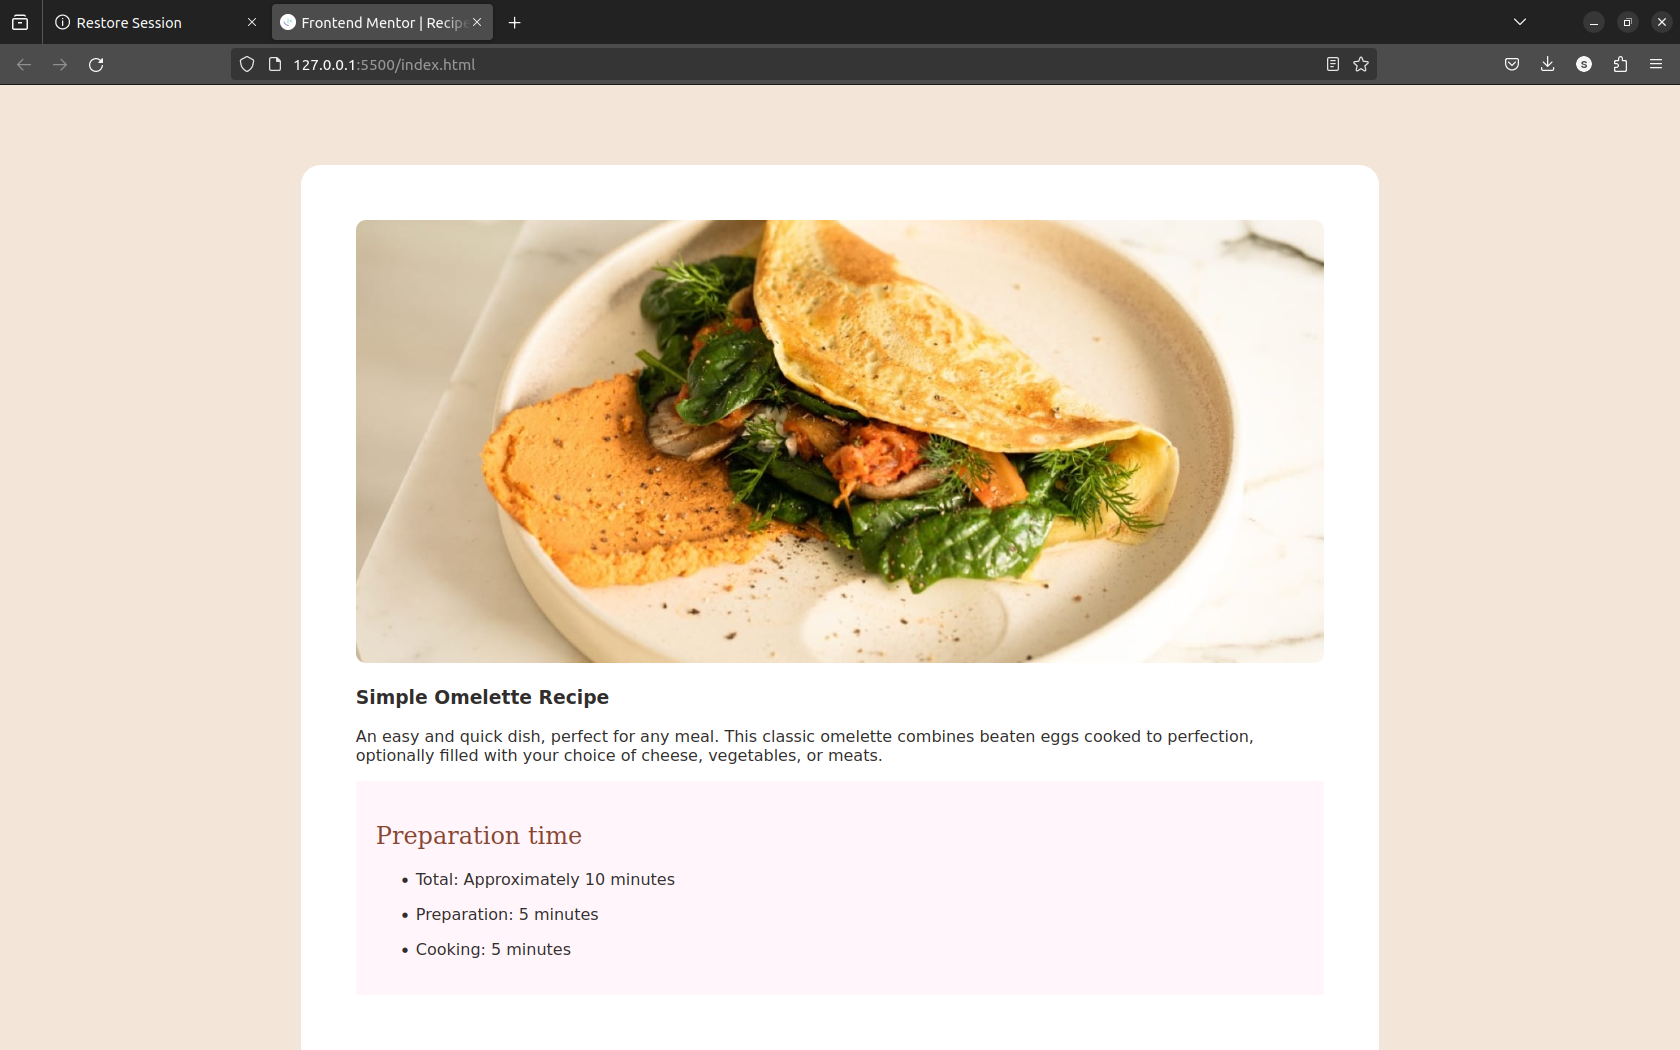 Restore Session
Frontend Mentor | Recipe
127.0.0.1:5500/index.html
S
Simple Omelette Recipe
An easy and quick dish, perfect for any meal. This classic omelette combines beaten eggs cooked to perfection,
optionally filled with your choice of cheese, vegetables, or meats.
Preparation time
• Total: Approximately 10 minutes
• Preparation: 5 minutes
• Cooking: 5 minutes